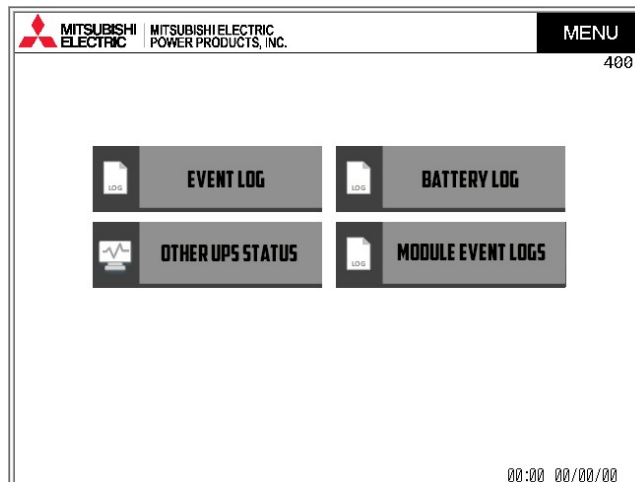 MITSUBISHI ELECTRIC
MITSUBISHI ELECTRIC POWER PRODUCTS, INC.
MENU
400
LOG
EVENT LOG
LOG
BATTERY LOG
OTHER UPS STATUS
LOG
MODULE EVENT LOGS
00:00 00/00/00